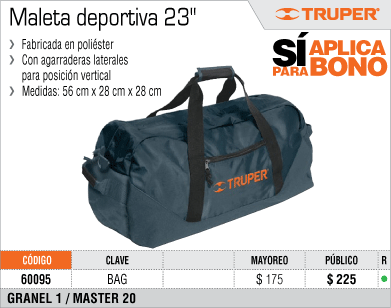 Maleta deportiva 23"
TRUPER
SÍ APLICA
PARA BONO
Fabricada en poliéster
Con agarraderas laterales
para posición vertical
Medidas: 56 cm x 28 cm x 28 cm
TRUPER
CÓDIGO CLAVE MAYOREO PÚBLICO R
60095 BAG $ 175 $ 225
GRANEL 1 / MASTER 20